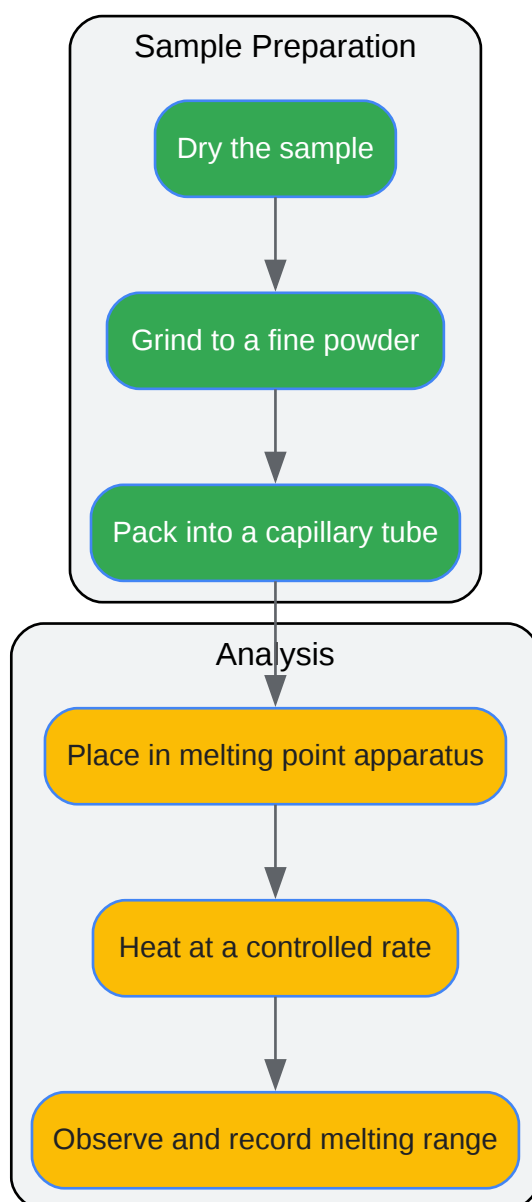 Sample Preparation
Dry the sample
Grind to a fine powder
Pack into a capillary tube
Analysis
Place in melting point apparatus
Heat at a controlled rate
Observe and record melting range